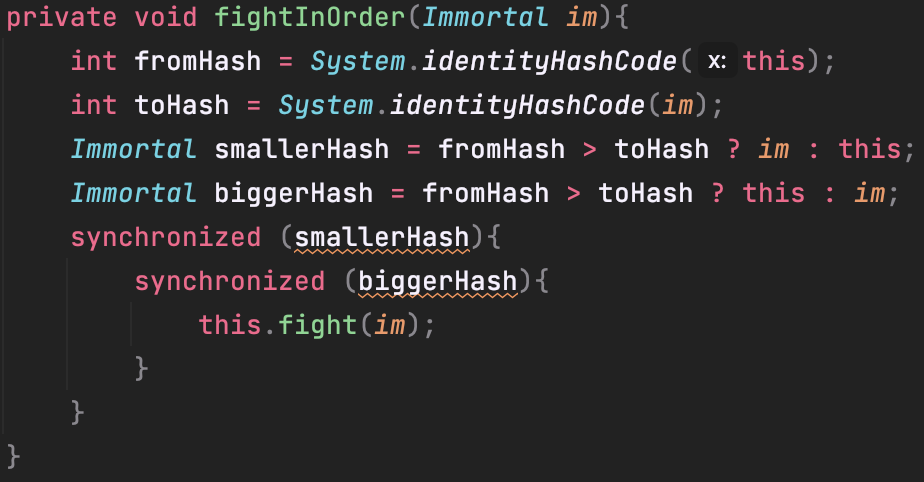 private void fightInOrder(Immortal im){
    int fromHash = System.identityHashCode( x: this);
    int toHash = System.identityHashCode(im);
    Immortal smallerHash = fromHash > toHash ? im : this;
    Immortal biggerHash = fromHash > toHash ? this : im;
    synchronized (smallerHash){
        synchronized (biggerHash){
            this.fight(im);
        }
    }
}